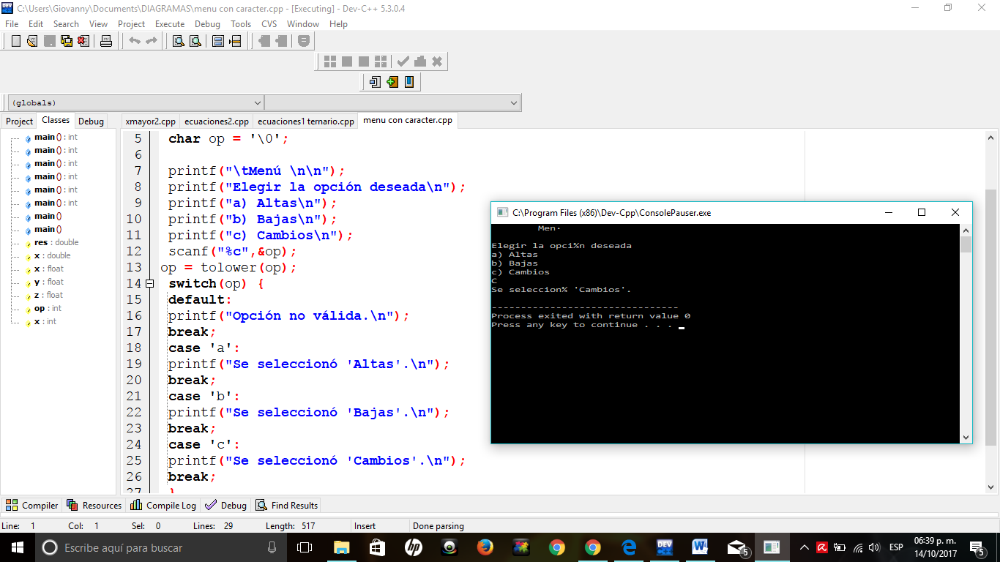 C:\Users\Giovanny\Documents\DIAGRAMAS\menu con caracter.cpp - [Executing] - Dev-C++ 5.3.0.4
File Edit Search View Project Execute Debug Tools CVS Window Help
(globals)
Project Classes Debug
xmayor2.cpp ecuaciones2.cpp ecuaciones1 ternario.cpp menu con caracter.cpp
main () : int
main () : int
main () : int
main () : int
main () : int
main () : int
main ()
main ()
res : double
x : double
x : float
y : float
z : float
op : int
x : int
5 char op = '\0';
6
7 printf("\tMenú \n\n");
8 printf("Elegir la opción deseada\n");
9 printf("a) Altas\n");
10 printf("b) Bajas\n");
11 printf("c) Cambios\n");
12 scanf("%c",&op);
13 op = tolower(op);
14 switch(op) {
15 default:
16 printf("Opción no válida.\n");
17 break;
18 case 'a':
19 printf("Se seleccionó 'Altas'.\n");
20 break;
21 case 'b':
22 printf("Se seleccionó 'Bajas'.\n");
23 break;
24 case 'c':
25 printf("Se seleccionó 'Cambios'.\n");
26 break;
27 }
C:\Program Files (x86)\Dev-Cpp\ConsolePauser.exe
Men·
Elegir la opci¾n deseada
a) Altas
b) Bajas
c) Cambios
C
Se seleccion¾ 'Cambios'.
--------------------------------
Process exited with return value 0
Press any key to continue . . .
Compiler Resources Compile Log Debug Find Results
Line: 1 Col: 1 Sel: 0 Lines: 29 Length: 517 Insert Done parsing
Escribe aquí para buscar
hp
DEV
5
ESP
06:39 p. m.
14/10/2017
5